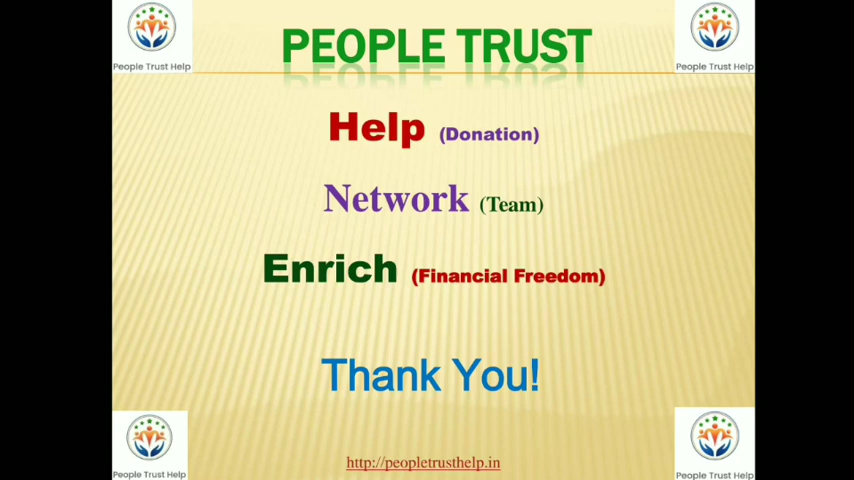 People Trust Help
PEOPLE TRUST
People Trust Help
Help (Donation)
Network (Team)
Enrich (Financial Freedom)
Thank You!
People Trust Help
http://peopletrusthelp.in
People Trust Help